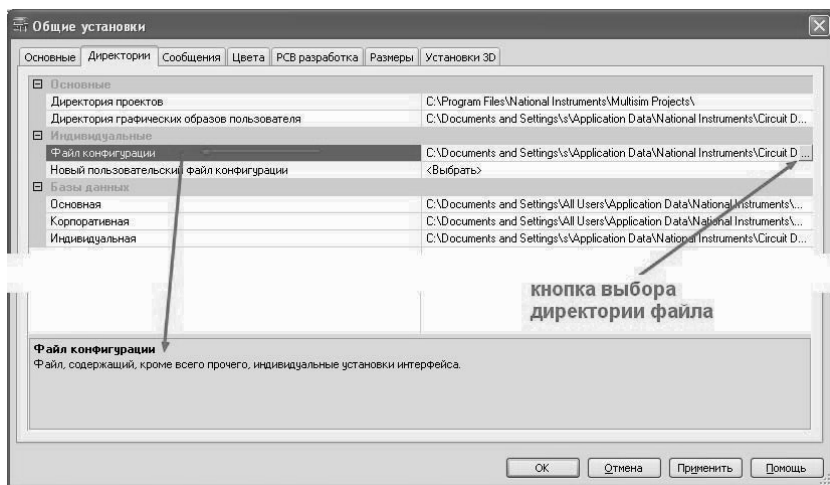 Общие установки
Основные Директории Сообщения Цвета PCB разработка Размеры Установки 3D
Основные
Директория проектов C:\Program Files\National Instruments\Multisim Projects\
Директория графических образов пользователя C:\Documents and Settings\s\Application Data\National Instruments\Circuit D...
Индивидуальные
Файл конфигурации C:\Documents and Settings\s\Application Data\National Instruments\Circuit D ...
Новый пользовательский файл конфигурации <Выбрать>
Базы данных
Основная C:\Documents and Settings\All Users\Application Data\National Instruments\...
Корпоративная C:\Documents and Settings\All Users\Application Data\National Instruments\...
Индивидуальная C:\Documents and Settings\s\Application Data\National Instruments\Circuit D...
кнопка выбора
директории файла
Файл конфигурации
Файл, содержащий, кроме всего прочего, индивидуальные установки интерфейса.
OK Отмена Применить Помощь